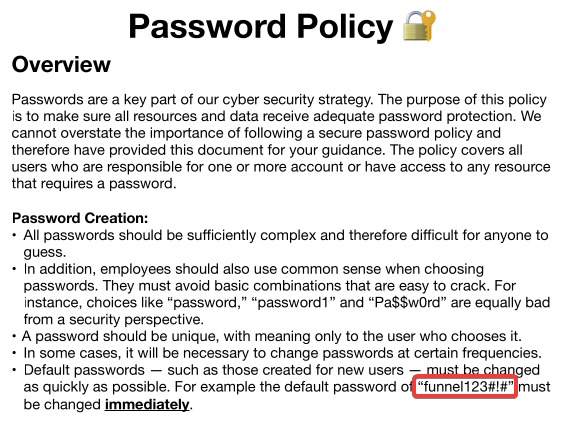 Password Policy 🔐
Overview
Passwords are a key part of our cyber security strategy. The purpose of this policy
is to make sure all resources and data receive adequate password protection. We
cannot overstate the importance of following a secure password policy and
therefore have provided this document for your guidance. The policy covers all
users who are responsible for one or more account or have access to any resource
that requires a password.
Password Creation:
• All passwords should be sufficiently complex and therefore difficult for anyone to
guess.
• In addition, employees should also use common sense when choosing
passwords. They must avoid basic combinations that are easy to crack. For
instance, choices like “password,” “password1” and “Pa$$w0rd” are equally bad
from a security perspective.
• A password should be unique, with meaning only to the user who chooses it.
• In some cases, it will be necessary to change passwords at certain frequencies.
• Default passwords — such as those created for new users — must be changed
as quickly as possible. For example the default password of “funnel123#!#” must
be changed immediately.